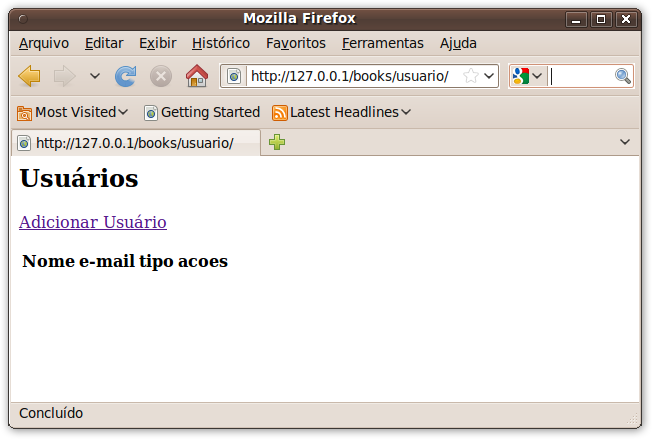 Mozilla Firefox
Arquivo Editar Exibir Histórico Favoritos Ferramentas Ajuda
http://127.0.0.1/books/usuario/
Most Visited Getting Started Latest Headlines
http://127.0.0.1/books/usuario/
Usuários
Adicionar Usuário
Nome e-mail tipo acoes
Concluído